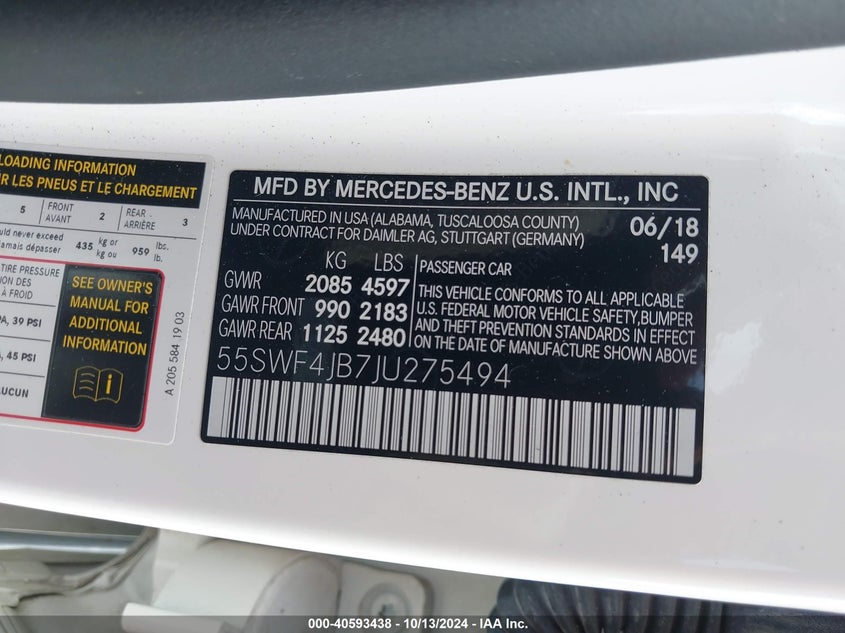 LOADING INFORMATION
LES PNEUS ET LE CHARGEMENT
5
FRONT
AVANT
2
REAR
ARRIÈRE
3
never exceed
jamais dépasser
435
kg or
kg ou
959
lbs.
lb.
TIRE PRESSURE
DES
À FROID
39 PSI
45 PSI
AUCUN
SEE OWNER'S
MANUAL FOR
ADDITIONAL
INFORMATION
A 205 584 19 03
MFD BY MERCEDES-BENZ U.S. INTL., INC
MANUFACTURED IN USA (ALABAMA, TUSCALOOSA COUNTY) 06/18
UNDER CONTRACT FOR DAIMLER AG, STUTTGART (GERMANY) 149
KG LBS
GWWR 2085 4597
GAWR FRONT 990 2183
GAWR REAR 1125 2480
PASSENGER CAR
THIS VEHICLE CONFORMS TO ALL APPLICABLE
U.S. FEDERAL MOTOR VEHICLE SAFETY, BUMPER
AND THEFT PREVENTION STANDARDS IN EFFECT
ON THE DATE OF MANUFACTURE SHOWN ABOVE
55SWF4JB7JU275494
000-40593438 - 10/13/2024 - IAAI.COM